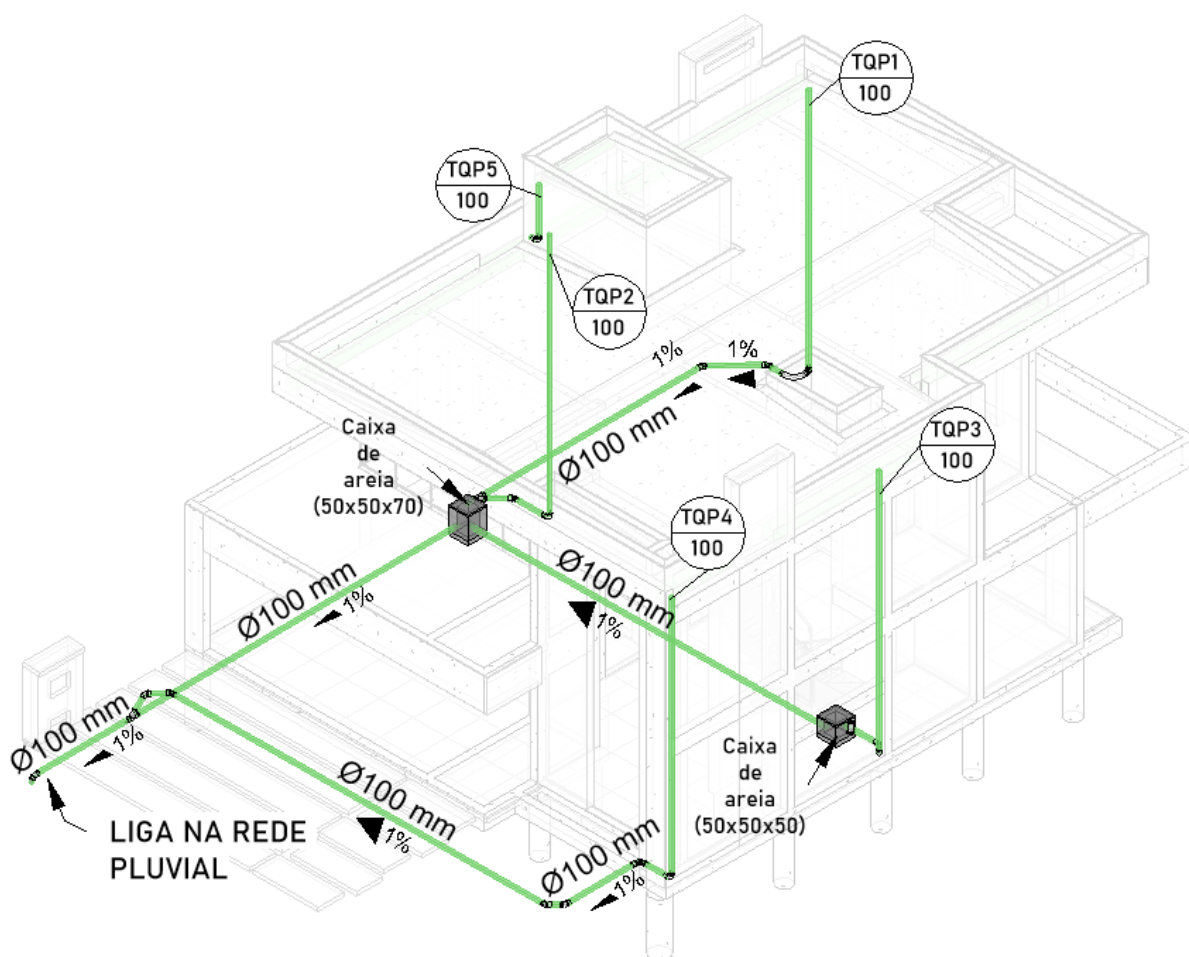 TQP1
100
TQP5
100
TQP2
100
1%
1%
Ø100 mm
Caixa
de
areia
(50x50x70)
TQP3
100
TQP4
100
Ø100 mm
1%
Ø100 mm
1%
Ø100 mm
1%
Caixa
de
areia
(50x50x50)
Ø100 mm
1%
Ø100 mm
1%
LIGA NA REDE
PLUVIAL